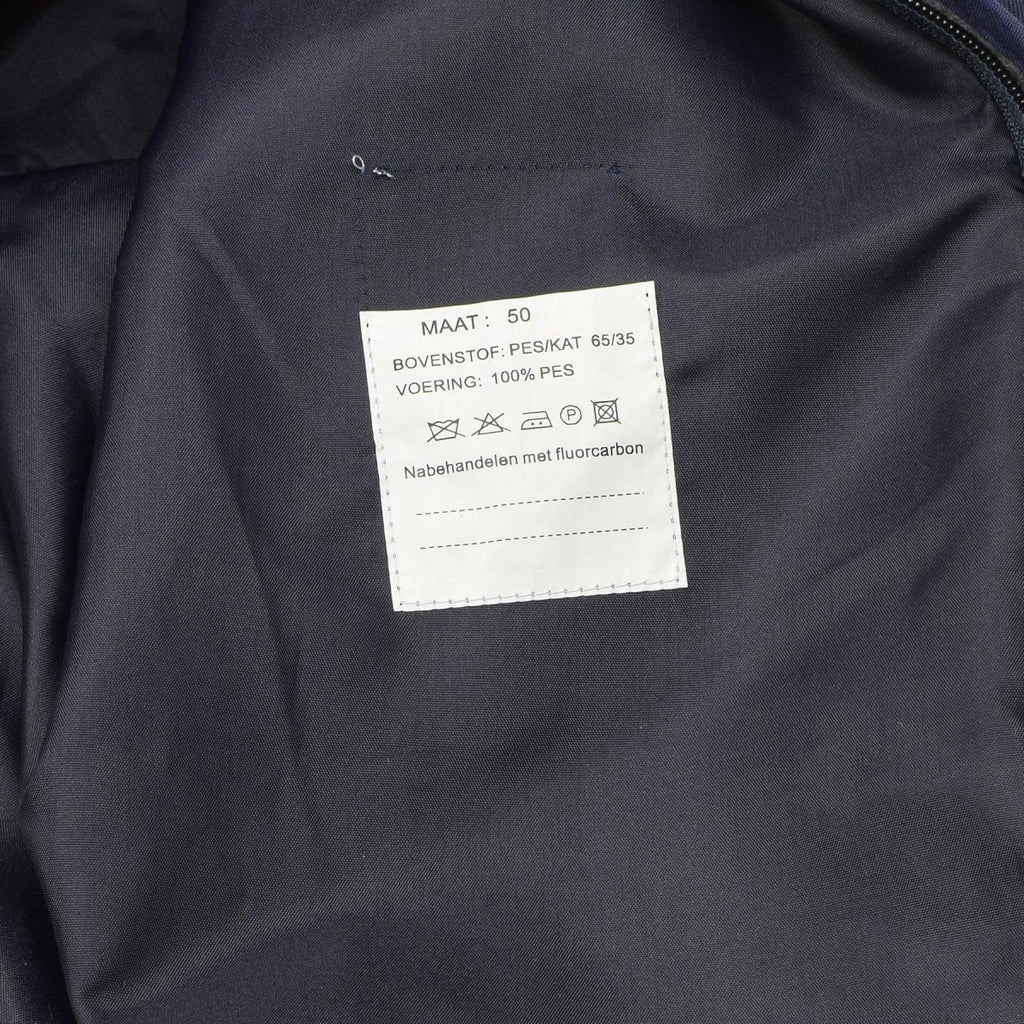 MAAT: 50
BOVENSTOF: PES/KAT 65/35
VOERING: 100% PES
P
Nabehandelen met fluorcarbon